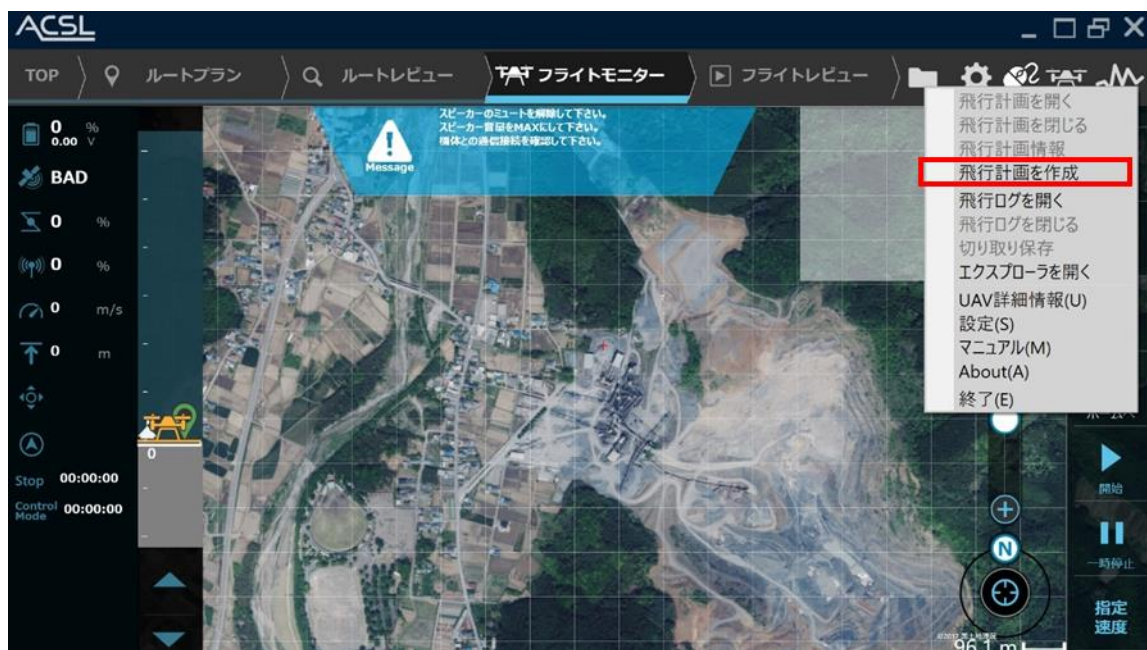 ACSL
TOP
ルートプラン
ルートレビュー
フライトモニター
フライトレビュー
スピーカーのミュートを解除して下さい。
スピーカー音量をMAXにして下さい。
機体との通信接続を確認して下さい。
Message
0 %
0.00 V
BAD
0 %
0 %
0 m/s
0 m
0
Stop 00:00:00
Control Mode 00:00:00
飛行計画を開く
飛行計画を閉じる
飛行計画情報
飛行計画を作成
飛行ログを開く
飛行ログを閉じる
切り取り保存
エクスプローラを開く
UAV詳細情報(U)
設定(S)
マニュアル(M)
About(A)
終了(E)
開始
一時停止
指定
速度
N
96.1 m